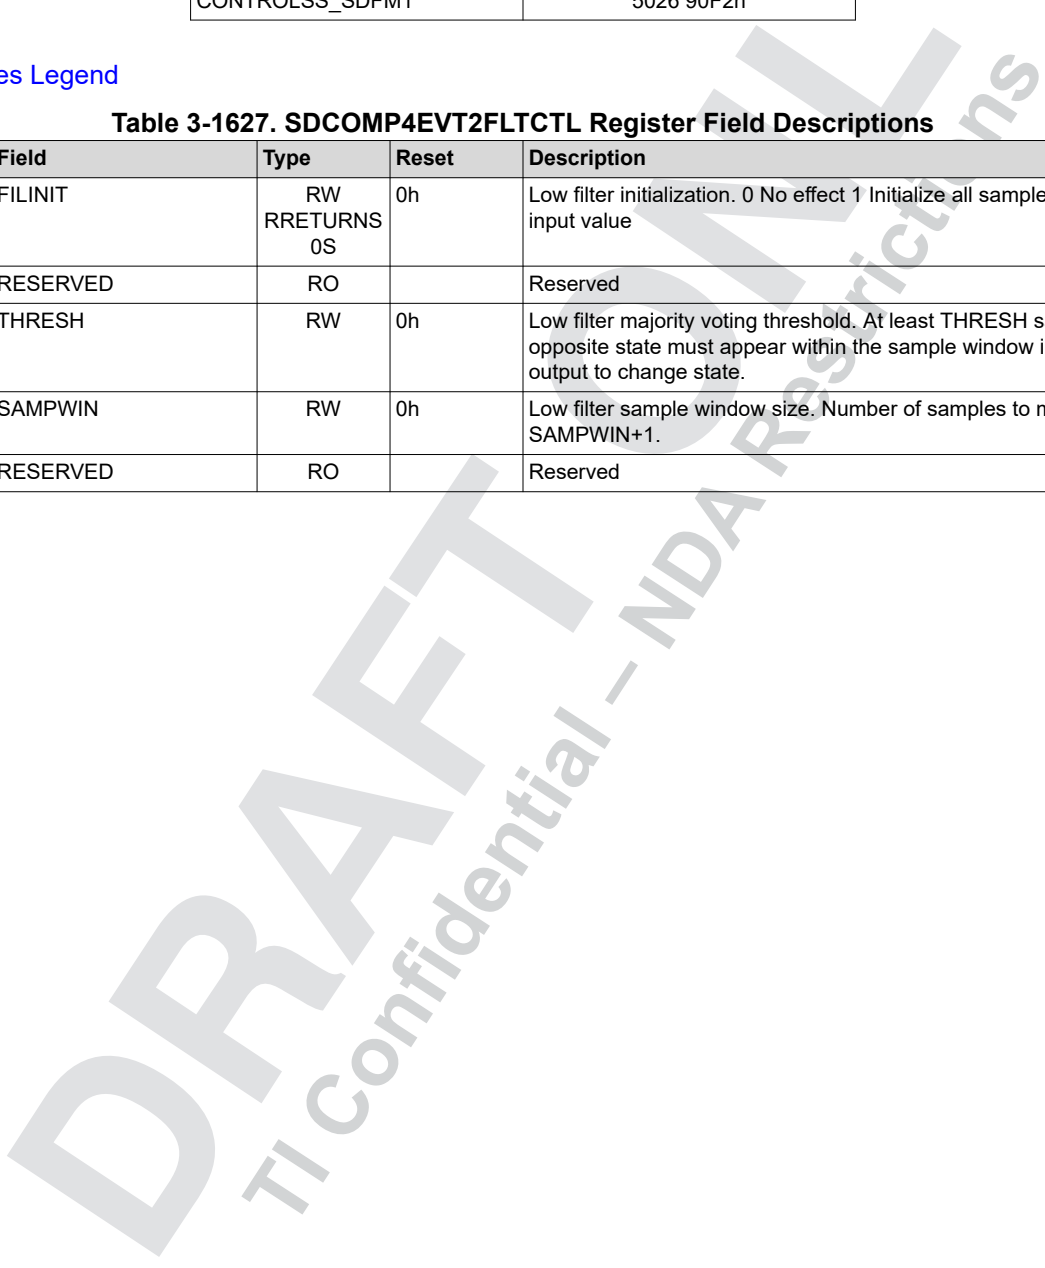 CONTROLSS_SDFM1 5026 90F2h
es Legend
Table 3-1627. SDCOMP4EVT2FLTCTL Register Field Descriptions
Field Type Reset Description
FILINIT RW RRETURNS 0S 0h Low filter initialization. 0 No effect 1 Initialize all sample
input value
RESERVED RO Reserved
THRESH RW 0h Low filter majority voting threshold. At least THRESH s
opposite state must appear within the sample window i
output to change state.
SAMPWIN RW 0h Low filter sample window size. Number of samples to
SAMPWIN+1.
RESERVED RO Reserved
DRAFT ONL
TI Confidential – NDA Restrictions